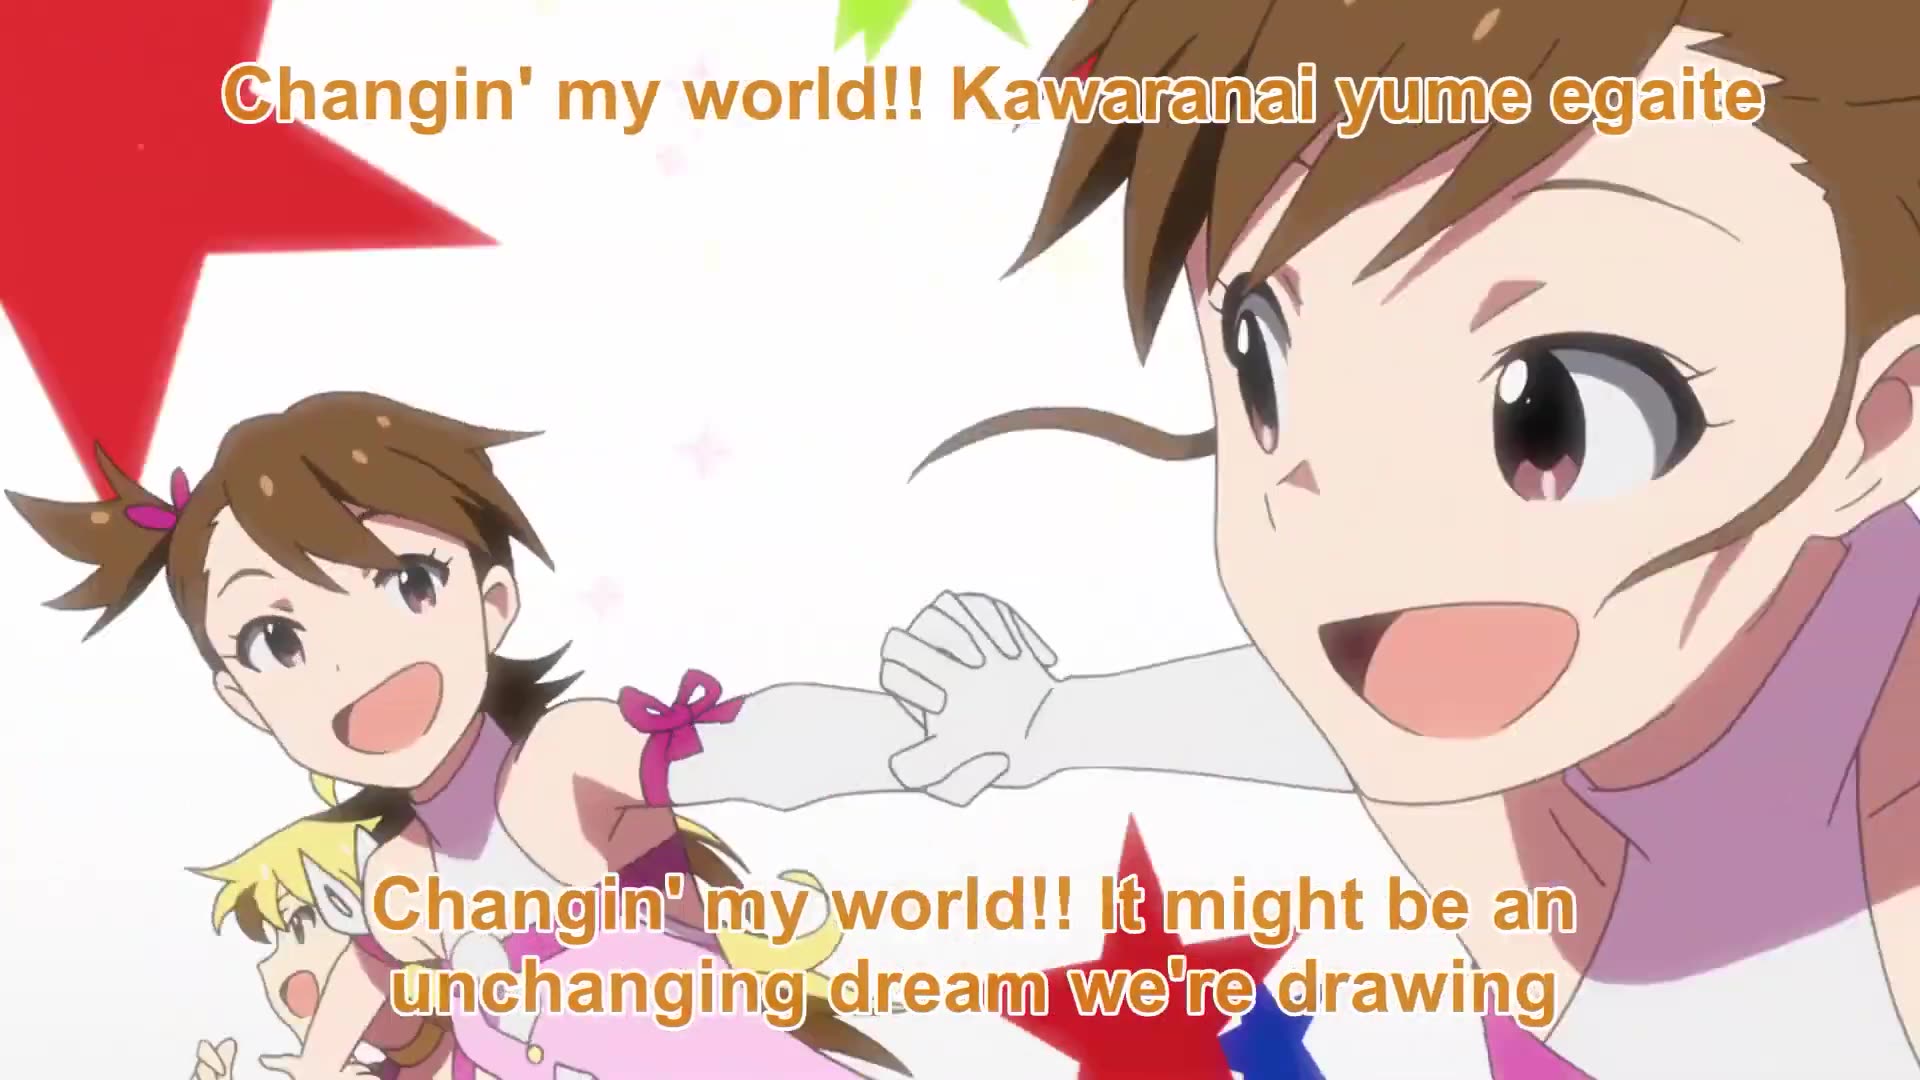 Changin' my world!! Kawaranai yume egaite
Changin' my world!! It might be an
unchanging dream we're drawing